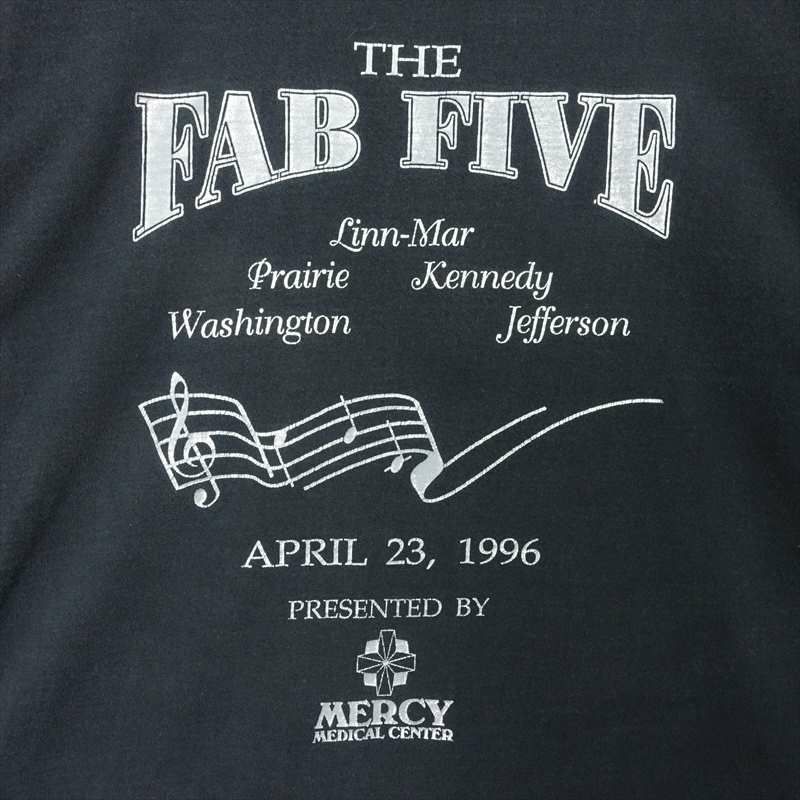 THE
FAB FIVE
Linn-Mar
Prairie Kennedy
Washington Jefferson
APRIL 23, 1996
PRESENTED BY
MERCY
MEDICAL CENTER